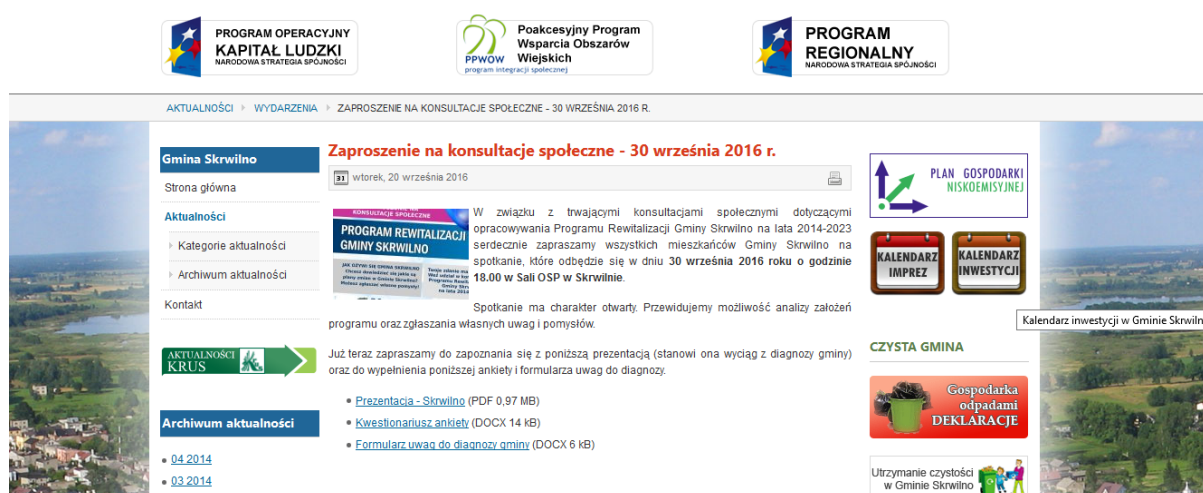 PROGRAM OPERACYJNY
KAPITAŁ LUDZKI
NARODOWA STRATEGIA SPÓJNOŚCI
PPWOW
program integracji społecznej
Poakcesyjny Program
Wsparcia Obszarów
Wiejskich
PROGRAM
REGIONALNY
NARODOWA STRATEGIA SPÓJNOŚCI
AKTUALNOŚCI WYDARZENIA ZAPROSZENIE NA KONSULTACJE SPOŁECZNE - 30 WRZEŚNIA 2016 R.
Gmina Skrwilno
Strona główna
Aktualności
Kategorie aktualności
Archiwum aktualności
Kontakt
AKTUALNOŚCI
KRUS
Archiwum aktualności
04 2014
03 2014
Zaproszenie na konsultacje społeczne - 30 września 2016 r.
31 wtorek, 20 września 2016
KONSULTACJE SPOŁECZNE
PROGRAM REWITALIZACJI
GMINY SKRWILNO
W związku z trwającymi konsultacjami społecznymi dotyczącymi
opracowywania Programu Rewitalizacji Gminy Skrwilno na lata 2014-2023
serdecznie zapraszamy wszystkich mieszkańców Gminy Skrwilno na
spotkanie, które odbędzie się w dniu 30 września 2016 roku o godzinie
18.00 w Sali OSP w Skrwilnie.
Spotkanie ma charakter otwarty. Przewidujemy możliwość analizy założeń
programu oraz zgłaszania własnych uwag i pomysłów.
Już teraz zapraszamy do zapoznania się z poniższą prezentacją (stanowi ona wyciąg z diagnozy gminy)
oraz do wypełnienia poniższej ankiety i formularza uwag do diagnozy.
Prezentacja - Skrwilno (PDF 0,97 MB)
Kwestionariusz ankiety (DOCX 14 kB)
Formularz uwag do diagnozy gminy (DOCX 6 kB)
PLAN GOSPODARKI
NISKOEMISYJNEJ
KALENDARZ
IMPREZ
KALENDARZ
INWESTYCJI
Kalendarz inwestycji w Gminie Skrwiln
CZYSTA GMINA
Gospodarka
odpadami
DEKLARACJE
Utrzymanie czystości
w Gminie Skrwilno